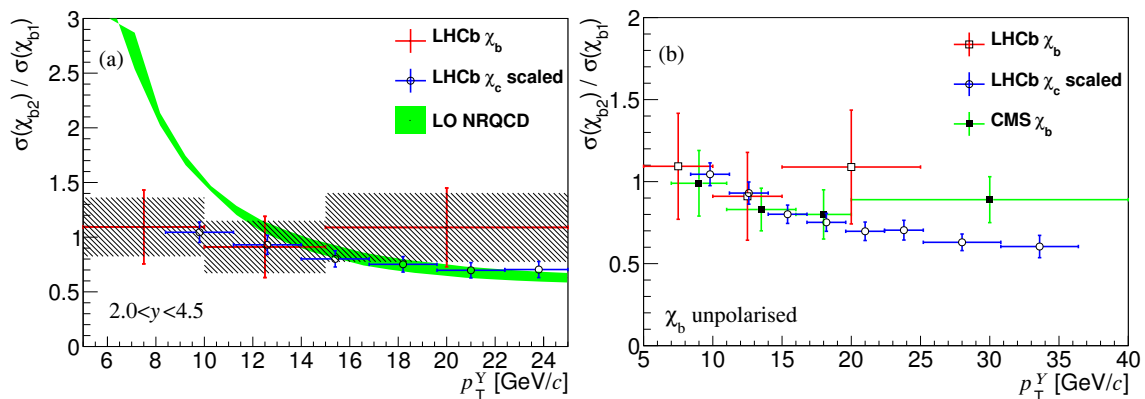 σ(χb2) / σ(χb1)
3
2.5
2
1.5
1
0.5
0
(a)
LHCb χb
LHCb χc scaled
LO NRQCD
2.0<y<4.5
6 8 10 12 14 16 18 20 22 24
pTΥ [GeV/c]
σ(χb2) / σ(χb1)
2
1.5
1
0.5
0
(b)
LHCb χb
LHCb χc scaled
CMS χb
χb unpolarised
5 10 15 20 25 30 35 40
pTΥ [GeV/c]